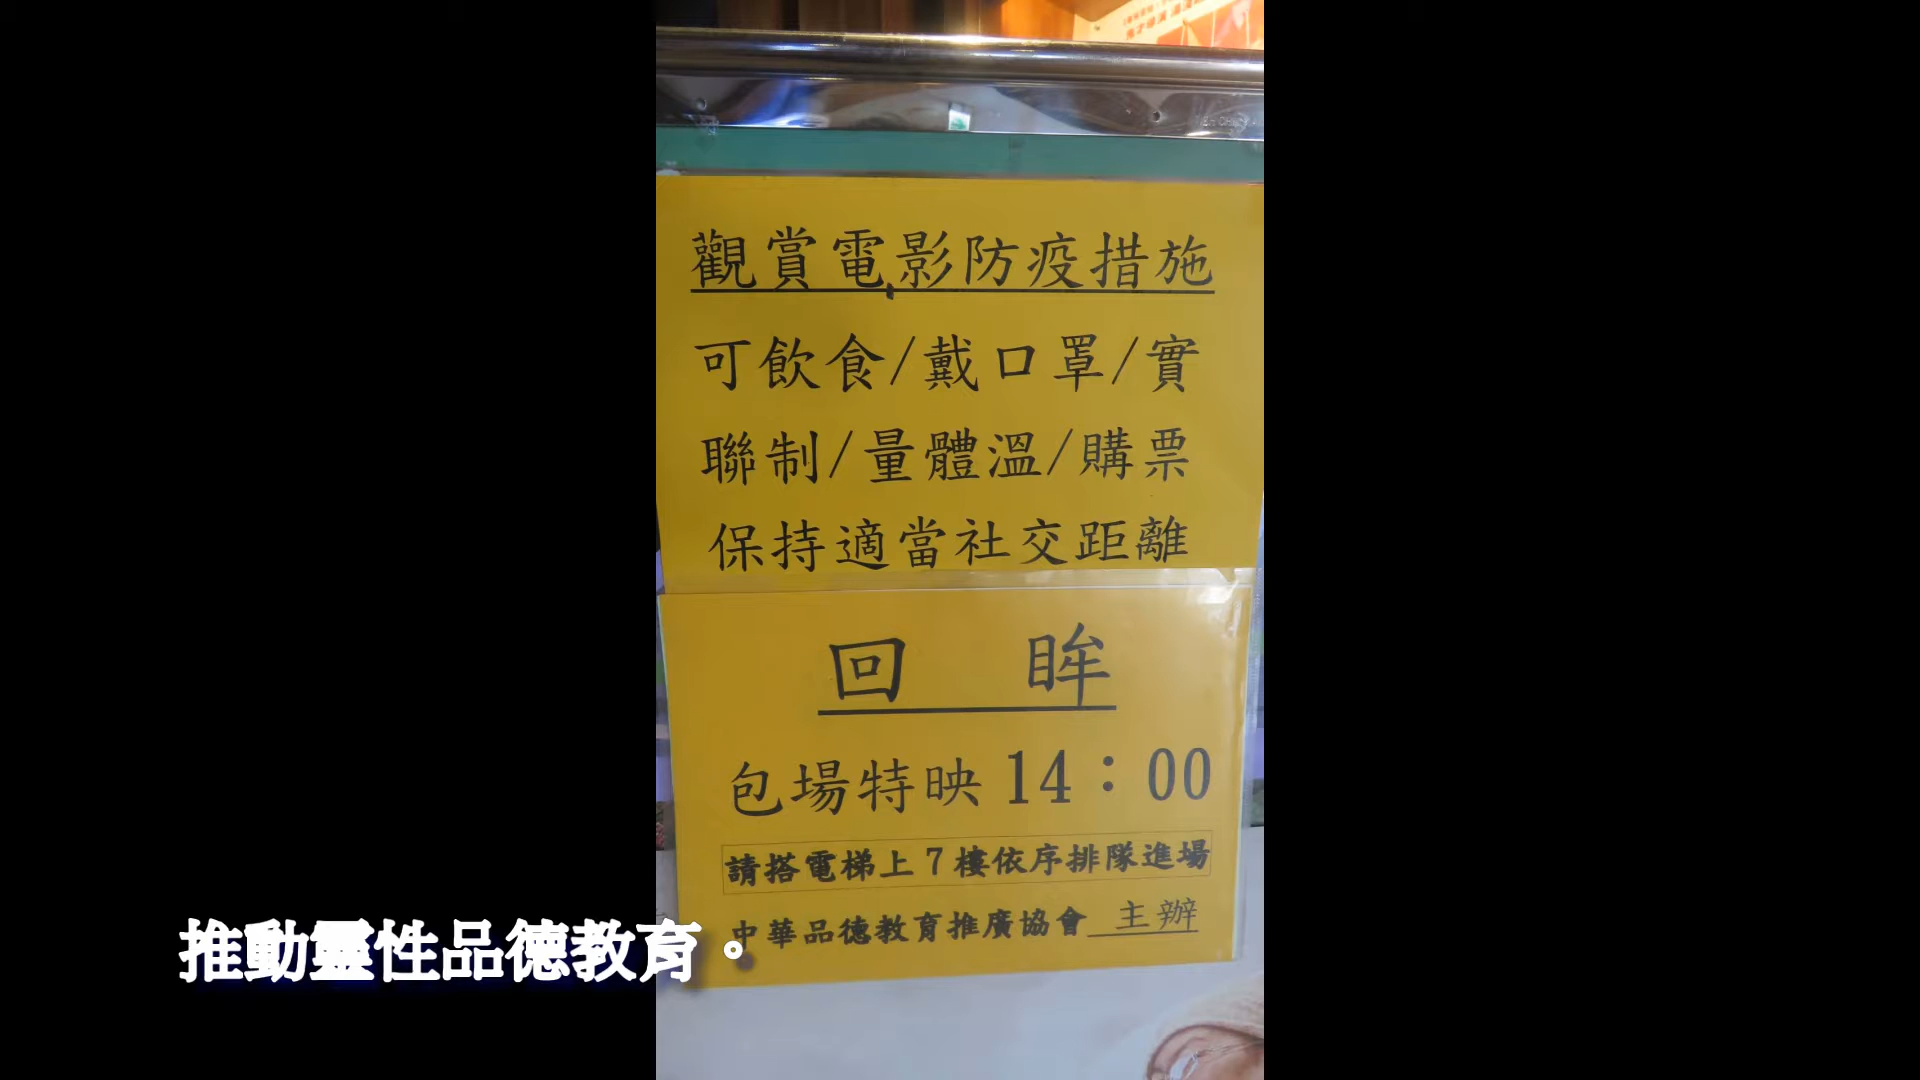 觀賞電影防疫措施
可飲食/戴口罩/實
聯制/量體溫/購票
保持適當社交距離
回 眸
包場特映14:00
請搭電梯上7樓依序排隊進場
中華品德教育推廣協會 主辦
推動靈性品德教育。